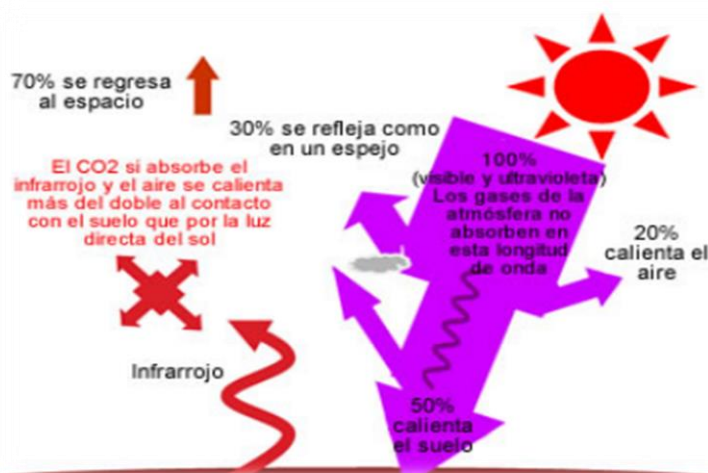 70% se regresa
al espacio
30% se refleja como
en un espejo
El CO2 si absorbe el
infrarrojo y el aire se calienta
más del doble al contacto
con el suelo que por la luz
directa del sol
100%
(visible y ultravioleta)
Los gases de la
atmósfera no
absorben en
esta longitud
de onda
20%
calienta el
aire
Infrarrojo
50%
calienta
el suelo